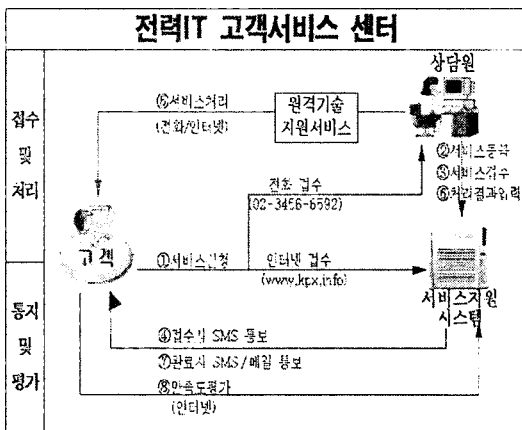 전력IT 고객서비스 센터
접수
및
처리
통지
및
평가
상담원
원격기술
지원서비스
⑤서비스처리
(전화/인터넷)
②서비스등록
③서비스접수
⑥처리결과입력
전화 접수
(02-3456-6592)
고객
①서비스신청
인터넷 접수
(www.kpx.info)
서비스지원
시스템
④접수시 SMS 통보
⑦완료시 SMS/메일 통보
⑧만족도평가
(인터넷)